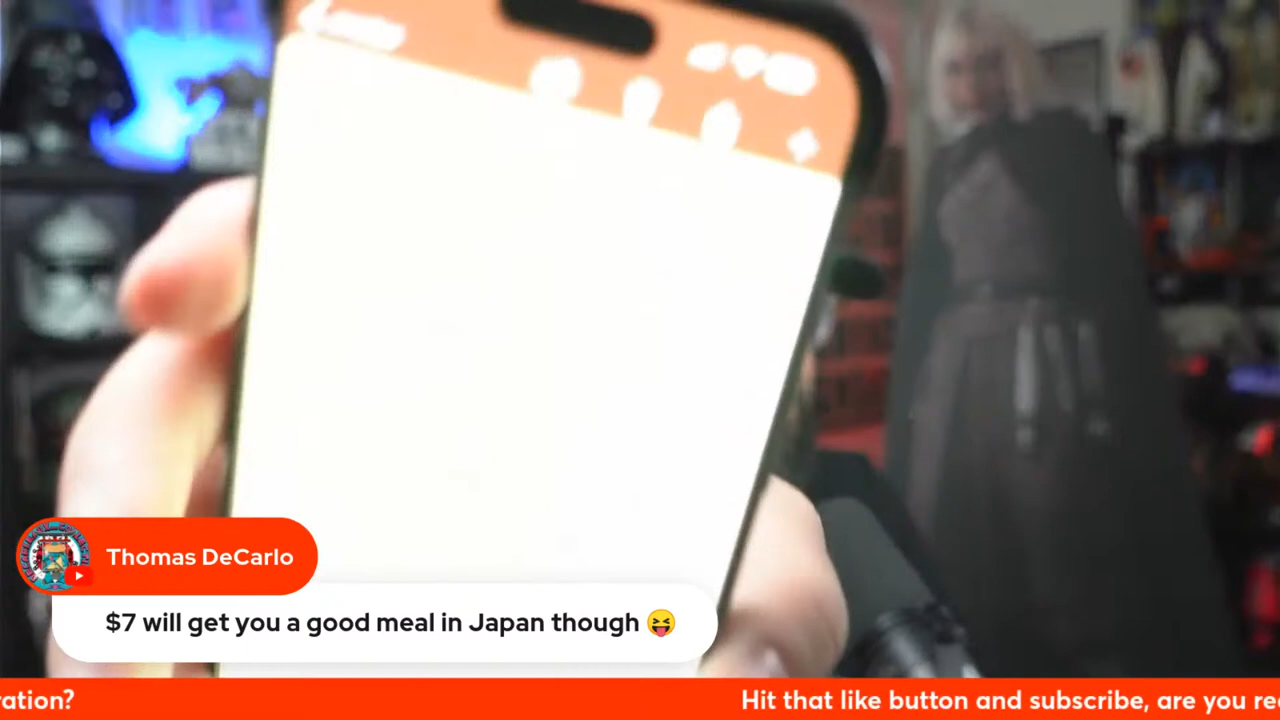 Thomas DeCarlo
$7 will get you a good meal in Japan though 😝
ration? Hit that like button and subscribe, are you re